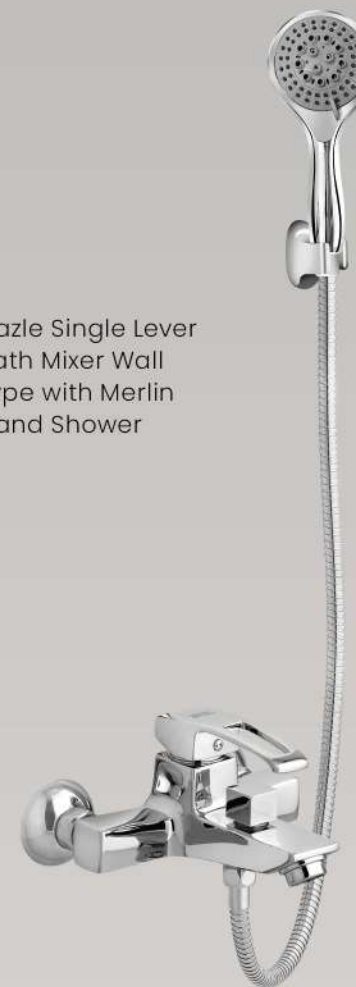 azle Single Lever
ath Mixer Wall
ype with Merlin
and Shower